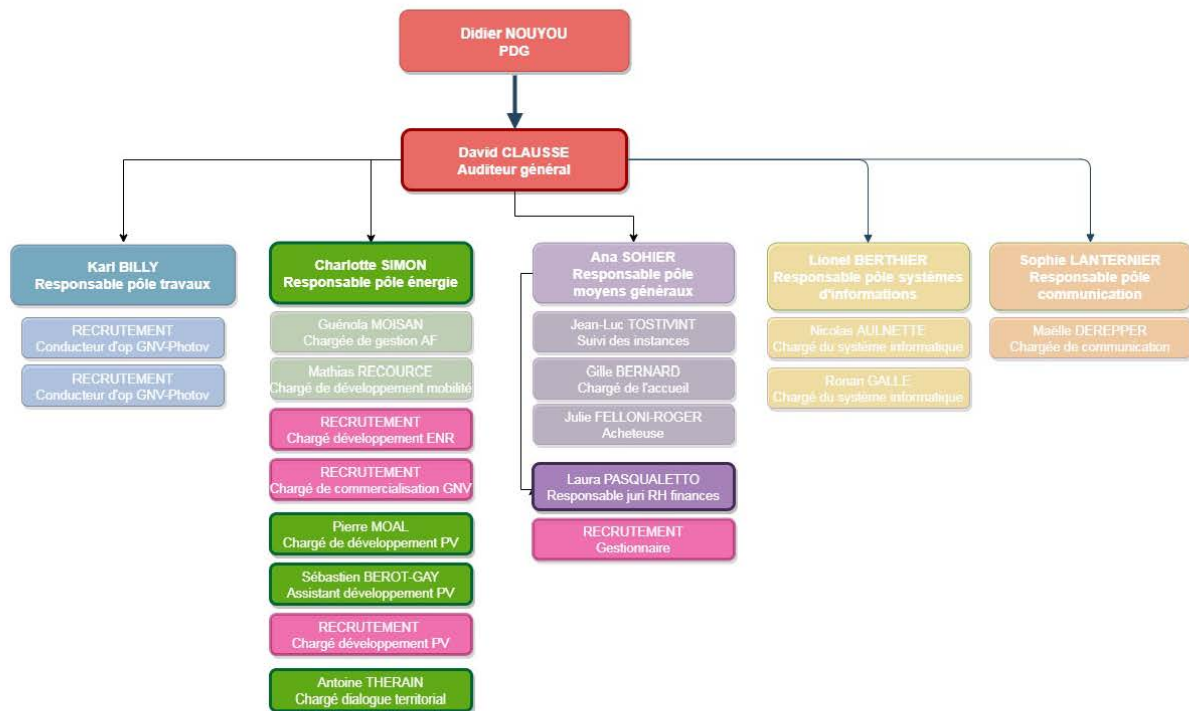 Didier NOUYOU
PDG
David CLAUSSE
Auditeur général
Karl BILLY
Responsable pôle travaux
RECRUTEMENT
Conducteur d'op GNV-Photov
RECRUTEMENT
Conducteur d'op GNV-Photov
Charlotte SIMON
Responsable pôle énergie
Guénola MOISAN
Chargée de gestion AF
Mathias RECOURCE
Chargé de développement mobilité
RECRUTEMENT
Chargé développement ENR
RECRUTEMENT
Chargé de commercialisation GNV
Pierre MOAL
Chargé de développement PV
Sébastien BEROT-GAY
Assistant développement PV
RECRUTEMENT
Chargé développement PV
Antoine THERAIN
Chargé dialogue territorial
Ana SOHIER
Responsable pôle
moyens généraux
Jean-Luc TOSTIVINT
Suivi des instances
Gille BERNARD
Chargé de l'accueil
Julie FELLONI-ROGER
Acheteuse
Laura PASQUALETTO
Responsable juri RH finances
RECRUTEMENT
Gestionnaire
Lionel BERTHIER
Responsable pôle systèmes
d'informations
Nicolas AULNETTE
Chargé du système informatique
Ronan GALLE
Chargé du système informatique
Sophie LANTERNIER
Responsable pôle
communication
Maëlle DEREPPER
Chargée de communication